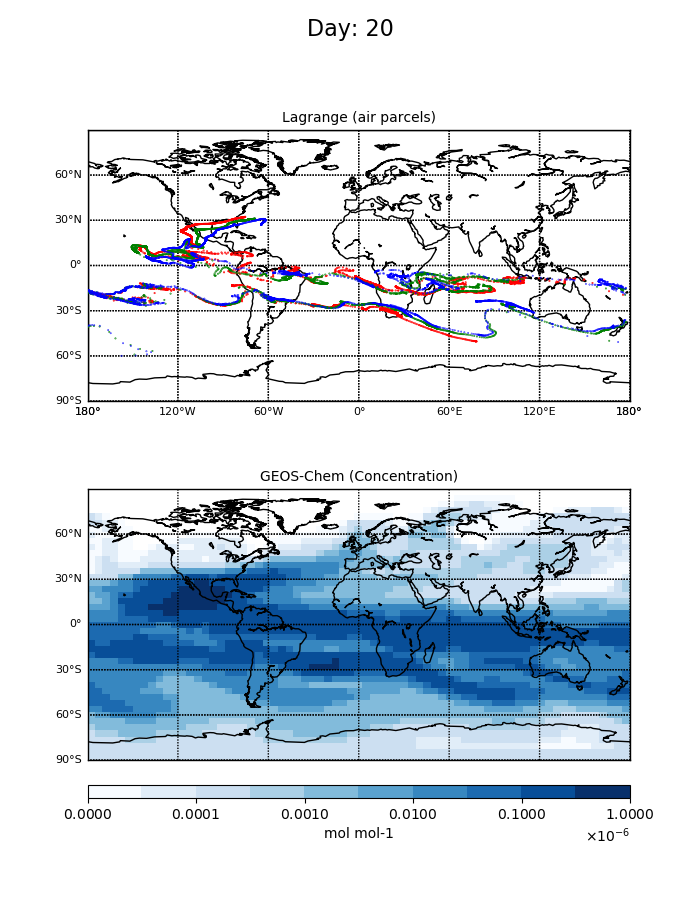 Day: 20
Lagrange (air parcels)
60°N
30°N
0°
30°S
60°S
90°S
180° 120°W 60°W 0° 60°E 120°E 180°
GEOS-Chem (Concentration)
60°N
30°N
0°
30°S
60°S
90°S
0.0000 0.0001 0.0010 0.0100 0.1000 1.0000
mol mol-1
×10⁻⁶